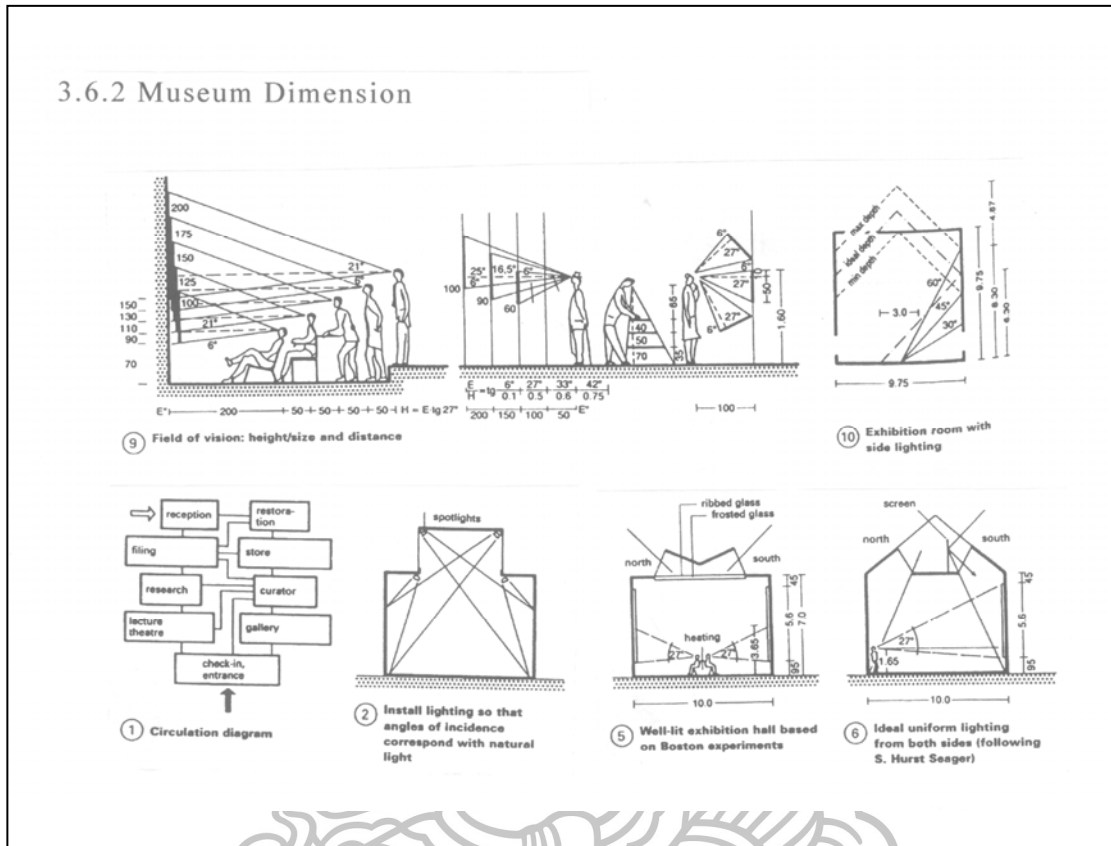 3.6.2 Museum Dimension
200
175
150
125
100
21°
6°
21°
6°
150
130
110
90
70
E" 200 50 50 50 50 H = E tg 27°
9 Field of vision: height/size and distance
25°
16,5°
6°
100
90
60
65
40
50
70
35
6°
27°
6°
27°
27°
6°
10
50
1.60
E/H = tg 6°/0.1 27°/0.5 33°/0.6 42°/0.75
200 150 100 50 E"
100
max depth
ideal depth
min depth
60°
45°
30°
3.0
9.75
4.87
9.75
6.30
10 Exhibition room with
side lighting
reception
restora-
tion
filing
store
research
curator
lecture
theatre
gallery
check-in,
entrance
1 Circulation diagram
spotlights
2 Install lighting so that
angles of incidence
correspond with natural
light
ribbed glass
frosted glass
north
south
heating
27°
27°
3.65
45
5.6
7.0
95
10.0
5 Well-lit exhibition hall based
on Boston experiments
screen
north
south
27°
1.65
45
5.6
95
10.0
6 Ideal uniform lighting
from both sides (following
S. Hurst Seager)